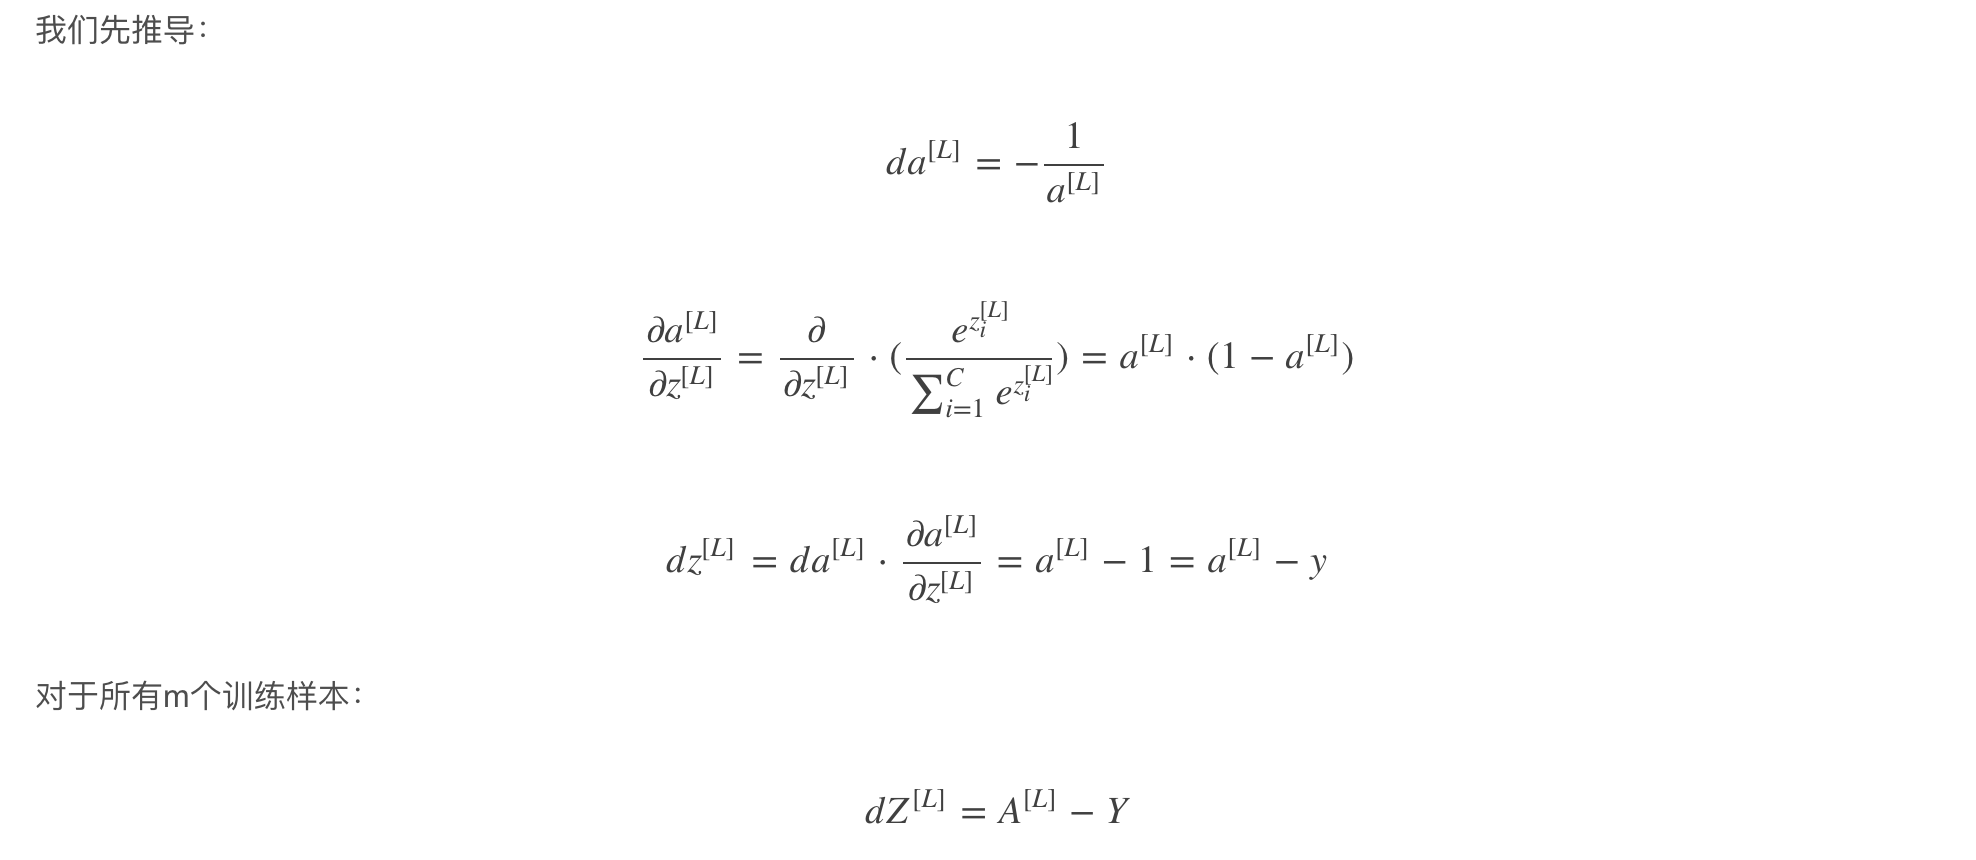 我们先推导：
$$da^{[L]} = -\frac{1}{a^{[L]}}$$
$$\frac{\partial a^{[L]}}{\partial z^{[L]}} = \frac{\partial}{\partial z^{[L]}} \cdot (\frac{e^{z_i^{[L]}}}{\sum_{i=1}^{C} e^{z_i^{[L]}}}) = a^{[L]} \cdot (1 - a^{[L]})$$
$$dz^{[L]} = da^{[L]} \cdot \frac{\partial a^{[L]}}{\partial z^{[L]}} = a^{[L]} - 1 = a^{[L]} - y$$
对于所有m个训练样本：
$$dZ^{[L]} = A^{[L]} - Y$$